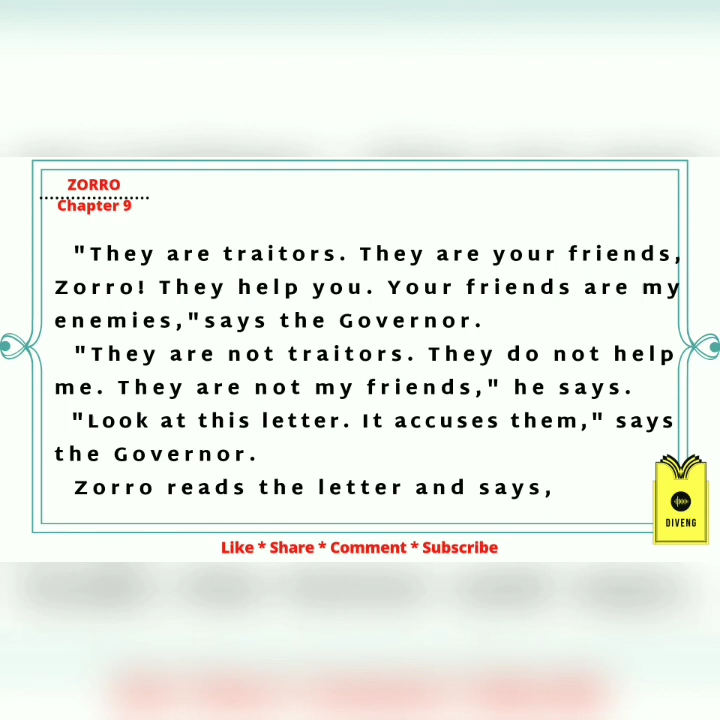 ZORRO
Chapter 9
"They are traitors. They are your friends,
Zorro! They help you. Your friends are my
enemies,"says the Governor.
"They are not traitors. They do not help
me. They are not my friends," he says.
"Look at this letter. It accuses them," says
the Governor.
Zorro reads the letter and says,
DIVENG
Like * Share * Comment * Subscribe